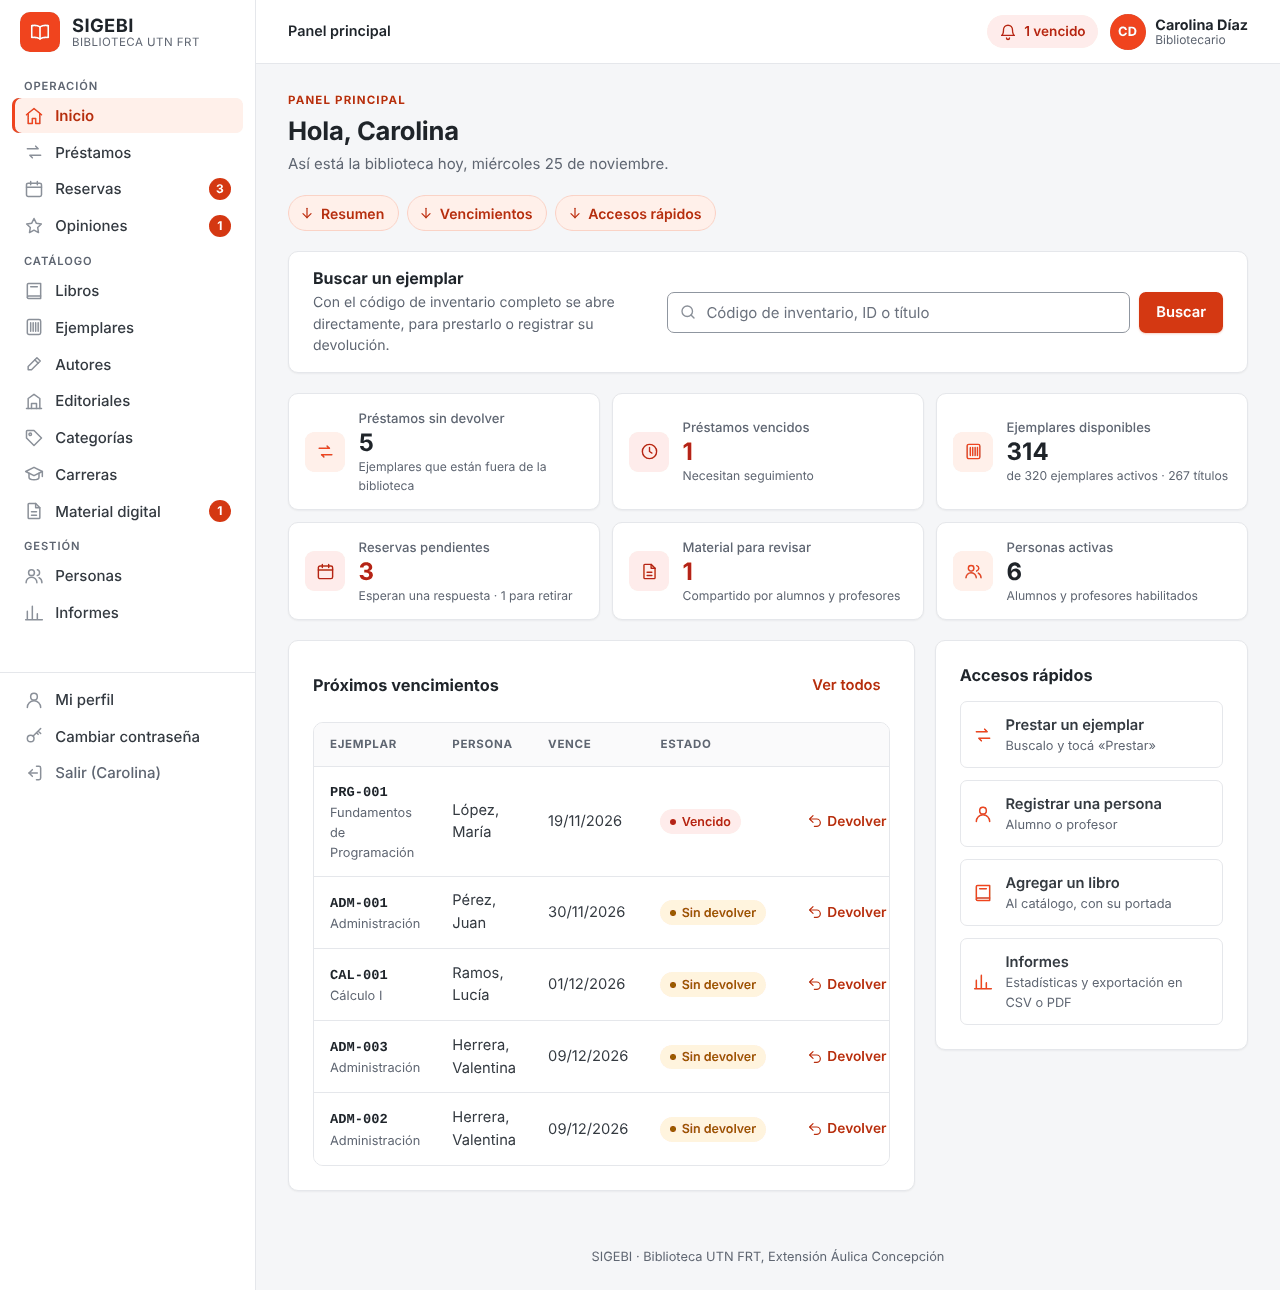 SIGEBI
BIBLIOTECA UTN FRT
OPERACIÓN
Inicio
Préstamos
Reservas 3
Opiniones 1
CATÁLOGO
Libros
Ejemplares
Autores
Editoriales
Categorías
Carreras
Material digital 1
GESTIÓN
Personas
Informes
Mi perfil
Cambiar contraseña
Salir (Carolina)
Panel principal
1 vencido
CD
Carolina Díaz
Bibliotecario
PANEL PRINCIPAL
Hola, Carolina
Así está la biblioteca hoy, miércoles 25 de noviembre.
Resumen
Vencimientos
Accesos rápidos
Buscar un ejemplar
Con el código de inventario completo se abre
directamente, para prestarlo o registrar su
devolución.
Código de inventario, ID o título
Buscar
Préstamos sin devolver
5
Ejemplares que están fuera de la
biblioteca
Préstamos vencidos
1
Necesitan seguimiento
Ejemplares disponibles
314
de 320 ejemplares activos · 267 títulos
Reservas pendientes
3
Esperan una respuesta · 1 para retirar
Material para revisar
1
Compartido por alumnos y profesores
Personas activas
6
Alumnos y profesores habilitados
Próximos vencimientos
Ver todos
EJEMPLAR PERSONA VENCE ESTADO
PRG-001
Fundamentos
de
Programación
López,
María
19/11/2026
Vencido
Devolver
ADM-001
Administración
Pérez,
Juan
30/11/2026
Sin devolver
Devolver
CAL-001
Cálculo I
Ramos,
Lucía
01/12/2026
Sin devolver
Devolver
ADM-003
Administración
Herrera,
Valentina
09/12/2026
Sin devolver
Devolver
ADM-002
Administración
Herrera,
Valentina
09/12/2026
Sin devolver
Devolver
Accesos rápidos
Prestar un ejemplar
Buscalo y tocá «Prestar»
Registrar una persona
Alumno o profesor
Agregar un libro
Al catálogo, con su portada
Informes
Estadísticas y exportación en
CSV o PDF
SIGEBI · Biblioteca UTN FRT, Extensión Áulica Concepción